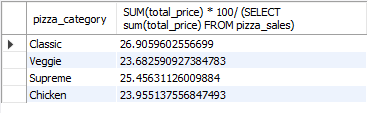 pizza_category SUM(total_price) * 100/ (SELECT
sum(total_price) FROM pizza_sales)
Classic 26.9059602556699
Veggie 23.682590927384783
Supreme 25.45631126009884
Chicken 23.955137556847493